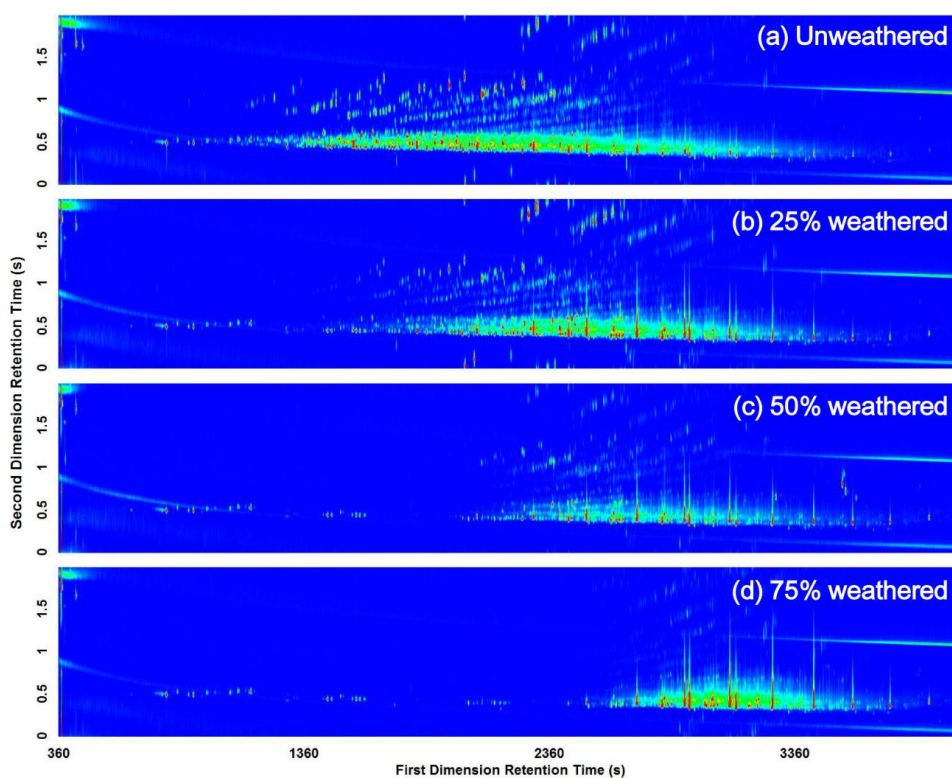 (a) Unweathered
1.5
1
0.5
0
(b) 25% weathered
1.5
1
0.5
0
(c) 50% weathered
1.5
1
0.5
0
(d) 75% weathered
1.5
1
0.5
0
Second Dimension Retention Time (s)
360 1360 2360 3360
First Dimension Retention Time (s)